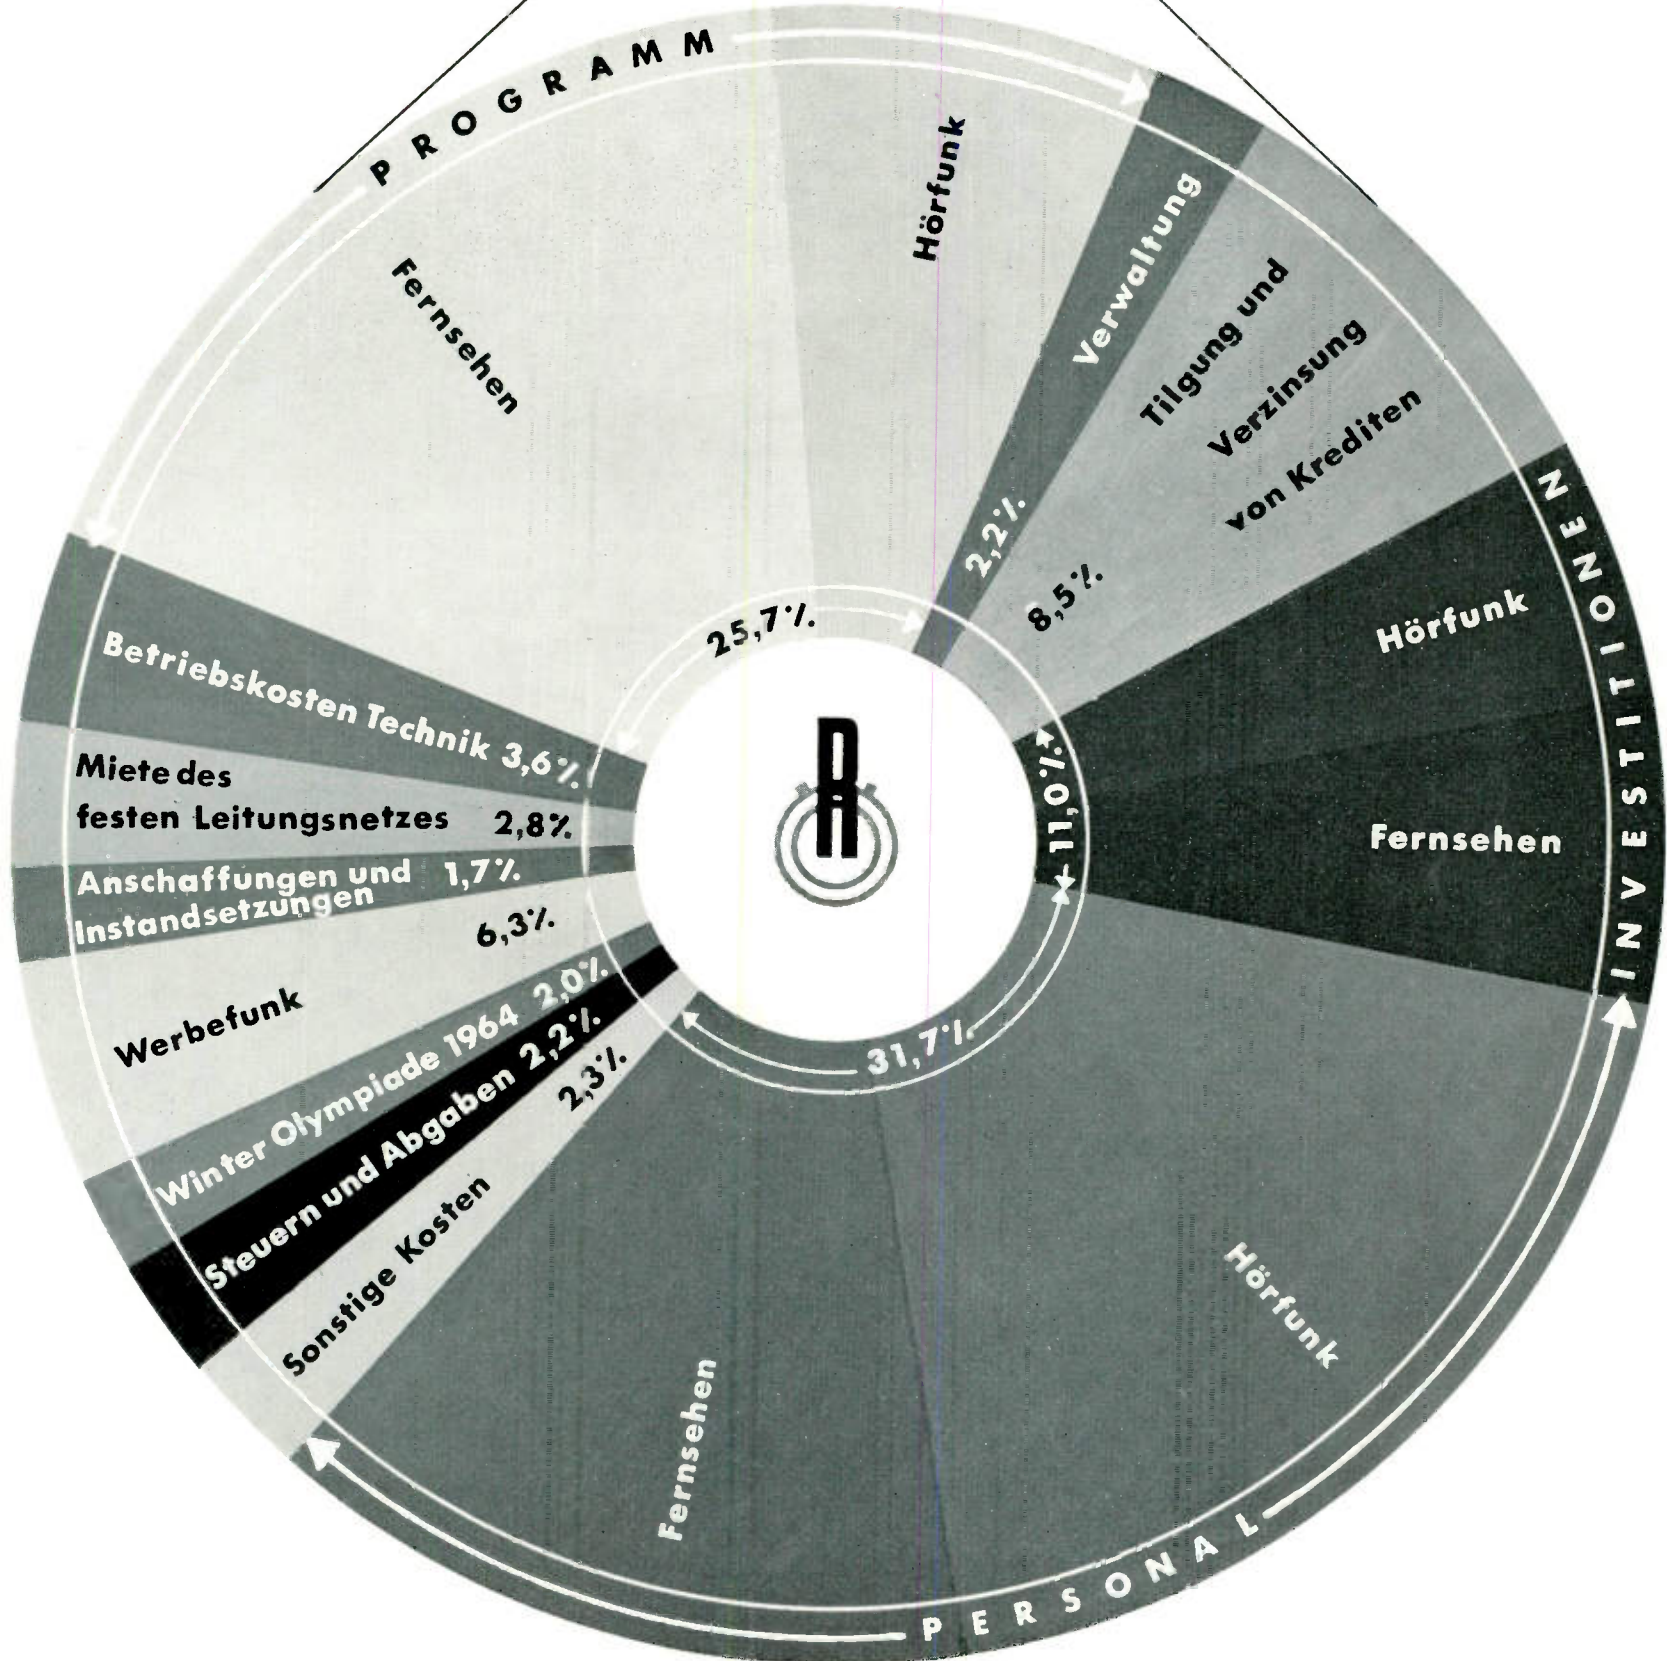 PROGRAMM
Fernsehen
Hörfunk
25,7%
Verwaltung
2,2%
Tilgung und
Verzinsung
von Krediten
8,5%
INVESTITIONEN
Hörfunk
Fernsehen
11,0%
PERSONAL
Hörfunk
Fernsehen
31,7%
Sonstige Kosten
2,3%
Steuern und Abgaben 2,2%
Winter Olympiade 1964 2,0%
Werbefunk
6,3%
Anschaffungen und 1,7%
Instandsetzungen
Miete des
festen Leitungsnetzes 2,8%
Betriebskosten Technik 3,6%